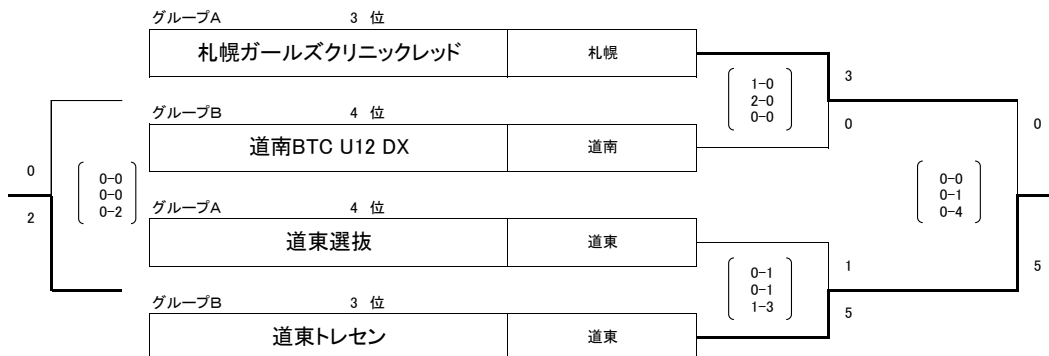 グループA 3 位
札幌ガールズクリニックレッド 札幌
グループB 4 位
道南BTC U12 DX 道南
グループA 4 位
道東選抜 道東
グループB 3 位
道東トレセン 道東
0
2
0-0
0-0
0-2
1-0
2-0
0-0
3
0
0-1
0-1
1-3
1
5
0-0
0-1
0-4
0
5